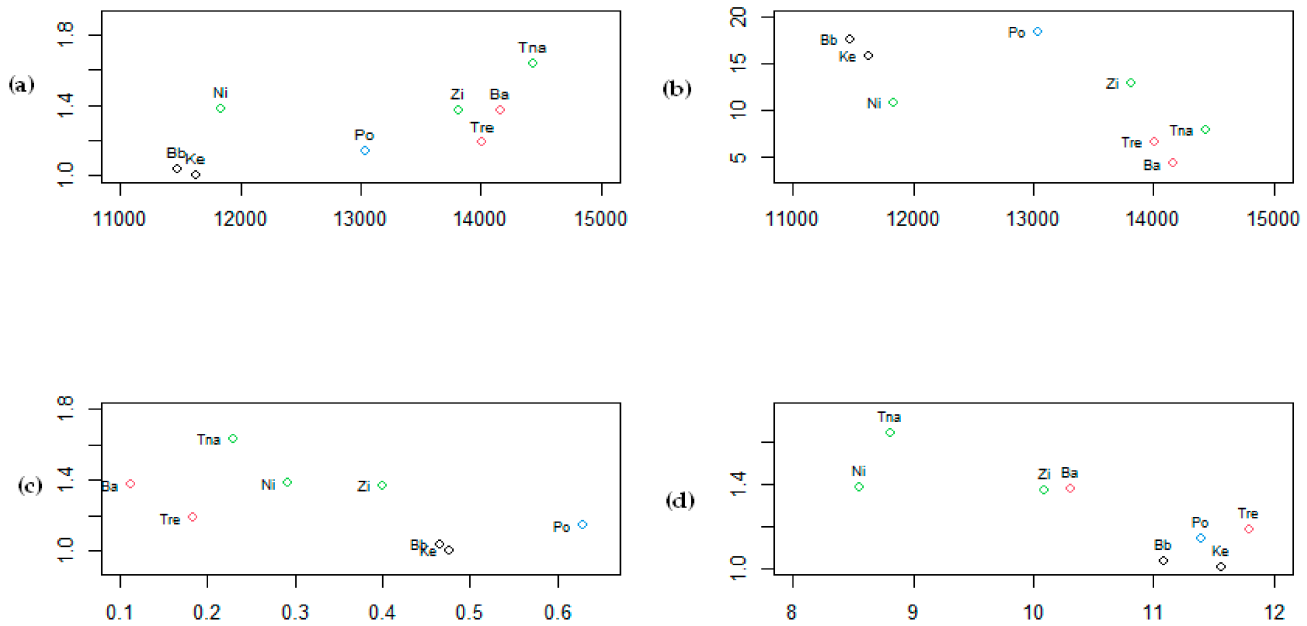 (a)
1.8
1.4
1.0
Tna
Ni
Zi
Ba
Tre
Po
Bb
Ke
11000 12000 13000 14000 15000
(b)
20
15
10
5
Po
Bb
Ke
Zi
Ni
Tna
Tre
Ba
11000 12000 13000 14000 15000
(c)
1.8
1.4
1.0
Tna
Ba
Ni
Zi
Tre
Po
Bb
Ke
0.1 0.2 0.3 0.4 0.5 0.6
(d)
1.4
1.0
Tna
Ni
Zi
Ba
Tre
Po
Bb
Ke
8 9 10 11 12